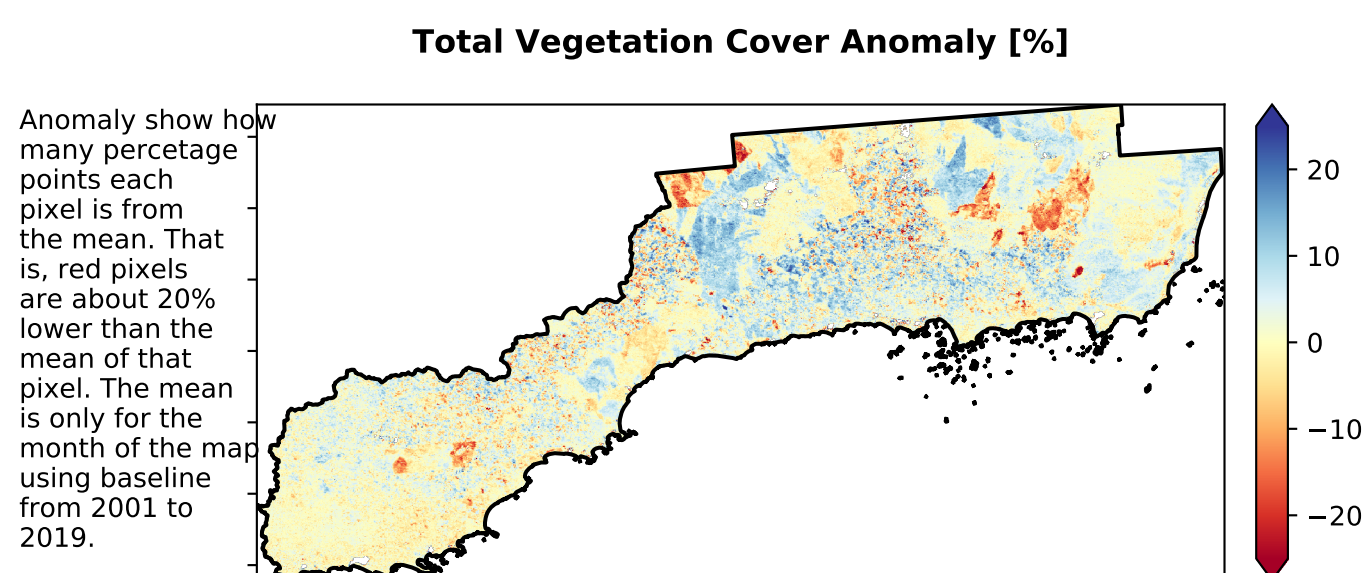 Total Vegetation Cover Anomaly [%]
Anomaly show how
many percetage
points each
pixel is from
the mean. That
is, red pixels
are about 20%
lower than the
mean of that
pixel. The mean
is only for the
month of the map
using baseline
from 2001 to
2019.
20
10
0
−10
−20